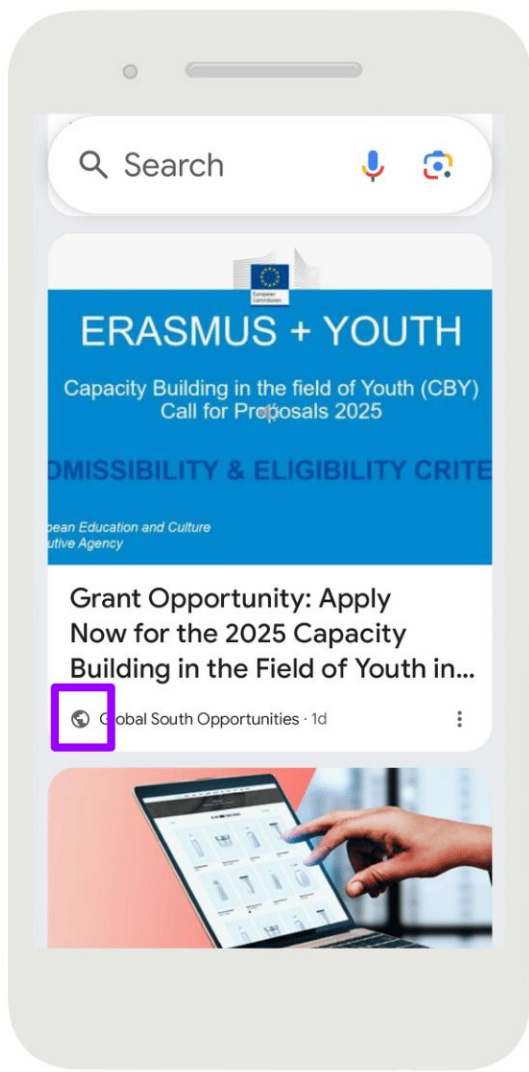 Search
European
Commission
ERASMUS + YOUTH
Capacity Building in the field of Youth (CBY)
Call for Proposals 2025
OMISSIBILITY & ELIGIBILITY CRITE
pean Education and Culture
utive Agency
Grant Opportunity: Apply
Now for the 2025 Capacity
Building in the Field of Youth in...
Global South Opportunities · 1d